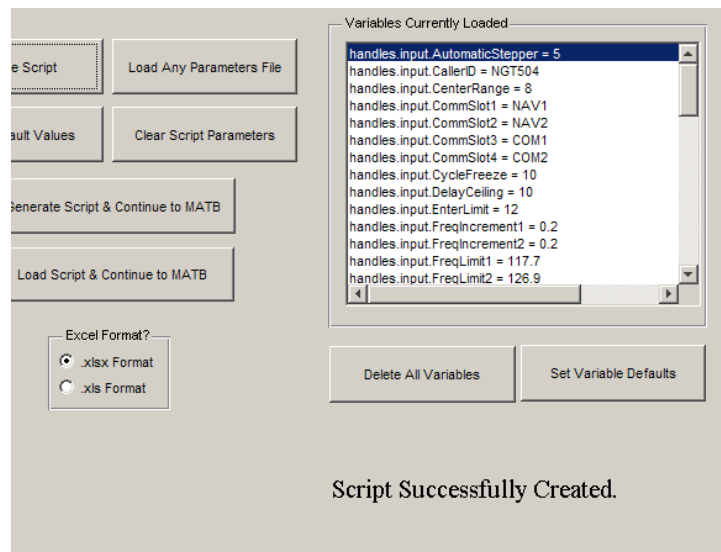 Variables Currently Loaded
handles.input.AutomaticStepper = 5
handles.input.CallerID = NGT504
handles.input.CenterRange = 8
handles.input.CommSlot1 = NAV1
handles.input.CommSlot2 = NAV2
handles.input.CommSlot3 = COM1
handles.input.CommSlot4 = COM2
handles.input.CycleFreeze = 10
handles.input.DelayCeiling = 10
handles.input.EnterLimit = 12
handles.input.FreqIncrement1 = 0.2
handles.input.FreqIncrement2 = 0.2
handles.input.FreqLimit1 = 117.7
handles.input.FreqLimit2 = 126.9
e Script
Load Any Parameters File
ault Values
Clear Script Parameters
Generate Script & Continue to MATB
Load Script & Continue to MATB
Excel Format?
.xlsx Format
.xls Format
Delete All Variables
Set Variable Defaults
Script Successfully Created.